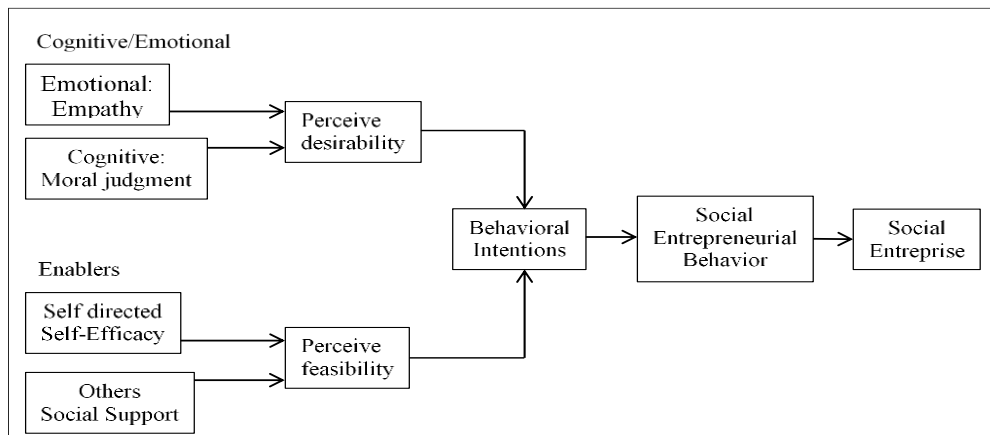 Cognitive/Emotional
Emotional:
Empathy
Cognitive:
Moral judgment
Perceive
desirability
Enablers
Self directed
Self-Efficacy
Others
Social Support
Perceive
feasibility
Behavioral
Intentions
Social
Entrepreneurial
Behavior
Social
Entreprise